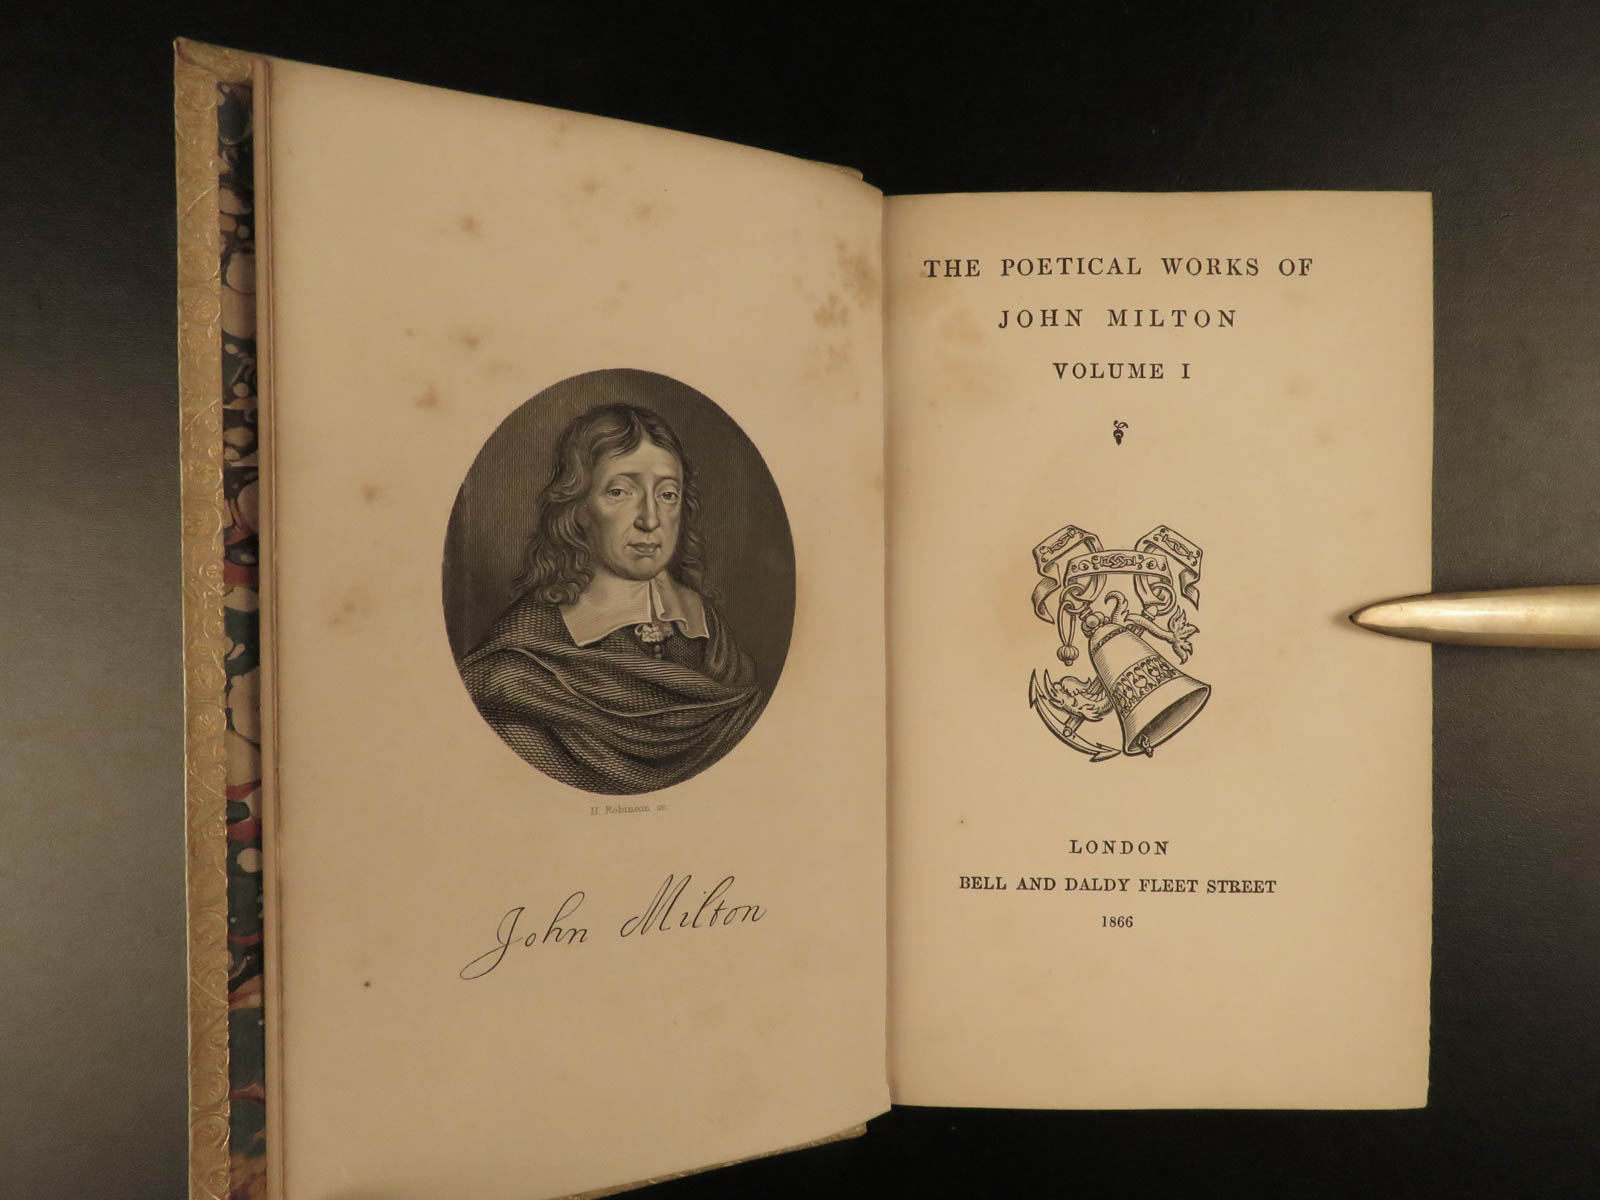 H. Robinson sc.
John Milton
THE POETICAL WORKS OF
JOHN MILTON
VOLUME I
LONDON
BELL AND DALDY FLEET STREET
1866